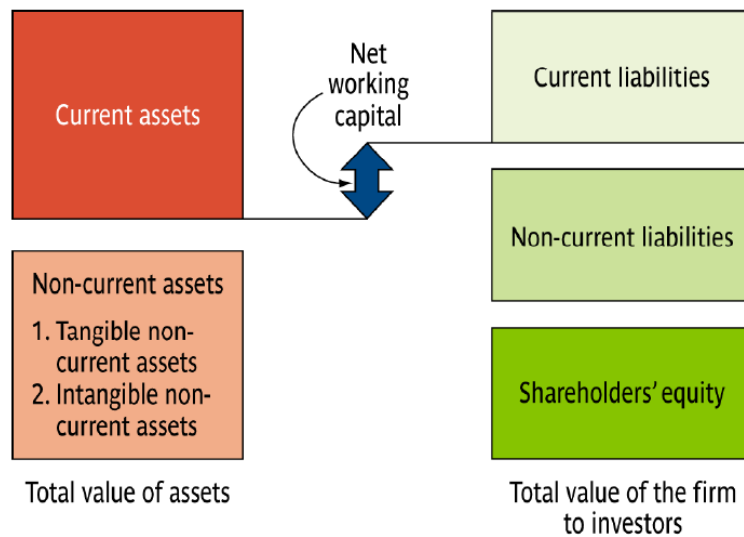 Current assets
Net
working
capital
Current liabilities
Non-current liabilities
Non-current assets
1. Tangible non-
current assets
2. Intangible non-
current assets
Shareholders’ equity
Total value of assets
Total value of the firm
to investors